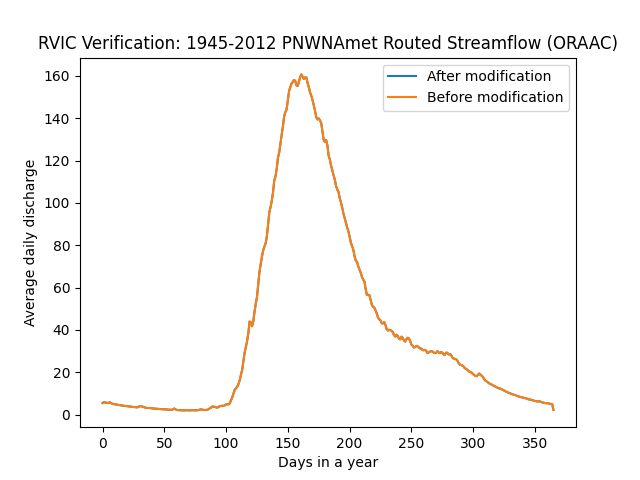 RVIC Verification: 1945-2012 PNWNAmet Routed Streamflow (ORAAC)
After modification
Before modification
Average daily discharge
160
140
120
100
80
60
40
20
0
0 50 100 150 200 250 300 350
Days in a year